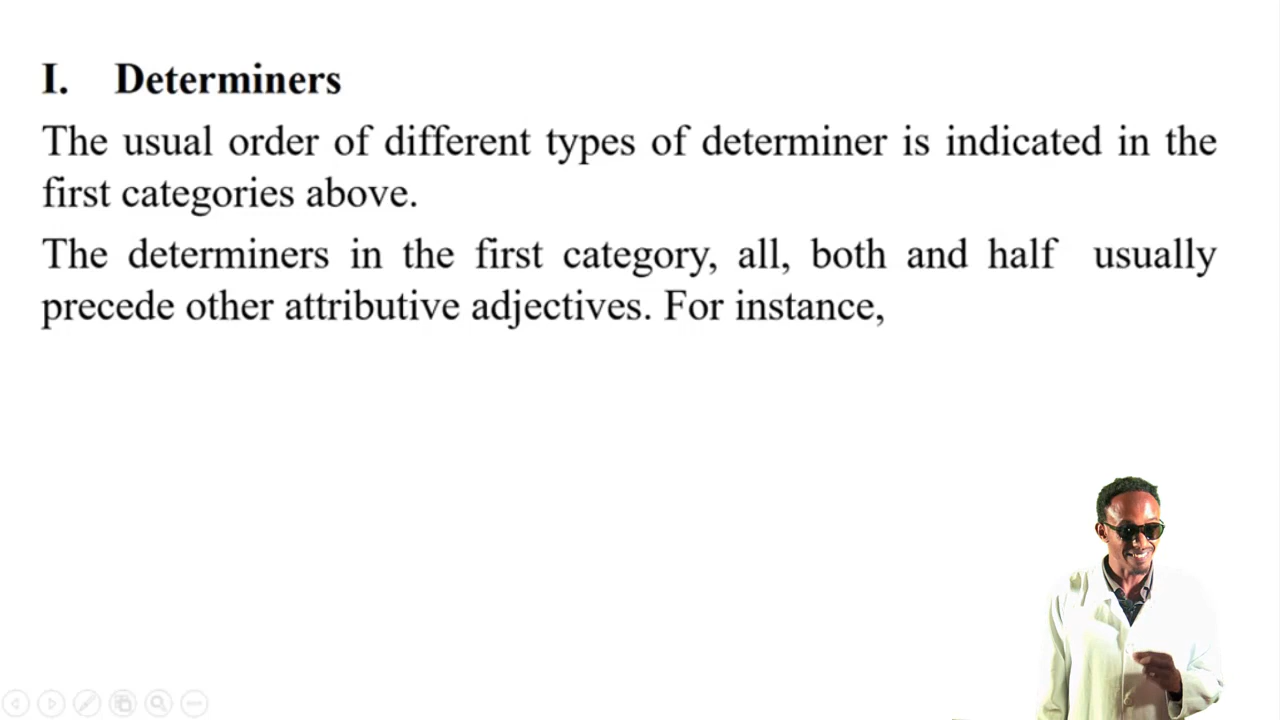 I. Determiners
The usual order of different types of determiner is indicated in the
first categories above.
The determiners in the first category, all, both and half usually
precede other attributive adjectives. For instance,